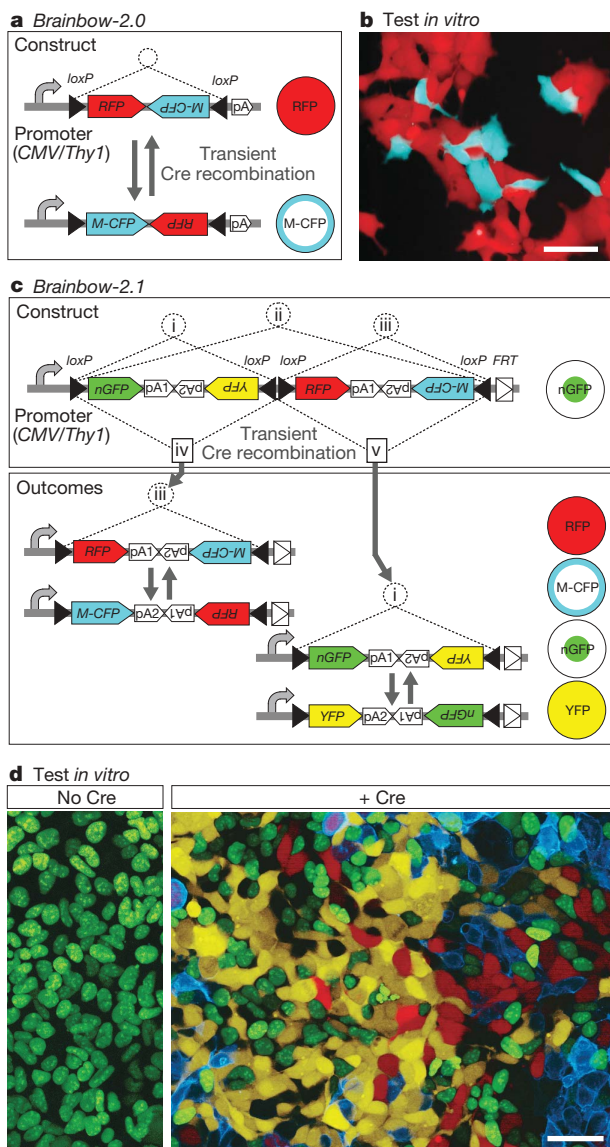 a Brainbow-2.0
Construct
loxP loxP
RFP M-CFP pA
RFP
Promoter
(CMV/Thy1)
Transient
Cre recombination
M-CFP RFP pA
M-CFP
b Test in vitro
c Brainbow-2.1
Construct
i ii iii
loxP loxP loxP loxP FRT
nGFP pA1 pA2 YFP RFP pA1 pA2 M-CFP
nGFP
Promoter
(CMV/Thy1)
iv
Transient
Cre recombination
v
Outcomes
iii
RFP pA1 pA2 M-CFP
M-CFP pA2 pA1 RFP
i
nGFP pA1 pA2 YFP
YFP pA2 pA1 nGFP
RFP
M-CFP
nGFP
YFP
d Test in vitro
No Cre
+ Cre